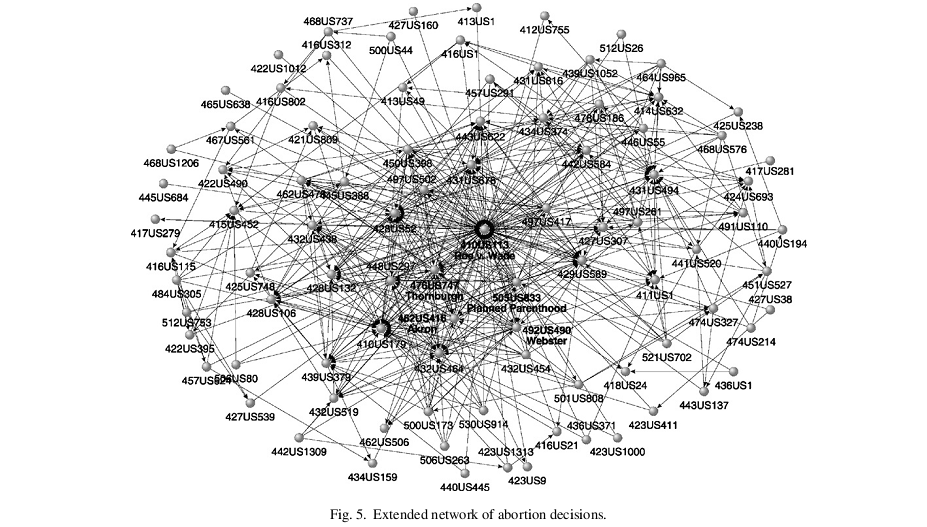 468US737
427US160
413US1
412US755
416US312
500US44
416US1
512US26
422US1012
431US816
439US1052
464US965
465US638
416US802
413US49
457US291
476US186
414US632
425US238
467US561
421US809
443US622
434US374
446US55
468US576
468US1206
450US398
442US584
417US281
422US490
497US502
431US678
431US494
424US693
445US684
462US476
428US52
497US417
497US261
491US110
417US279
415US452
432US438
410US113
Roe v. Wade
427US307
440US194
416US115
448US297
429US589
441US520
451US527
484US305
425US748
428US132
476US747
Thornburgh
505US833
Planned Parenthood
411US1
427US38
512US753
428US106
462US416
Akron
492US490
Webster
474US327
474US214
422US395
410US179
521US702
506US80
439US379
432US464
432US454
418US24
436US1
427US539
432US519
501US808
443US137
500US173
530US914
436US371
423US411
442US1309
462US506
506US263
423US1313
416US21
423US1000
434US159
440US445
423US9
Fig. 5. Extended network of abortion decisions.